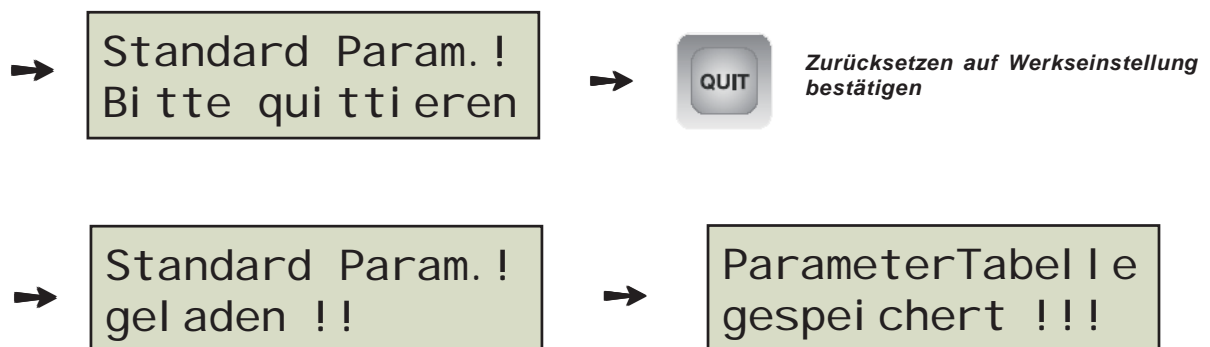 Standard Param.!
Bitte quittieren
QUIT
Zurücksetzen auf Werkseinstellung
bestätigen
Standard Param.!
geladen !!
ParameterTabelle
gespeichert !!!